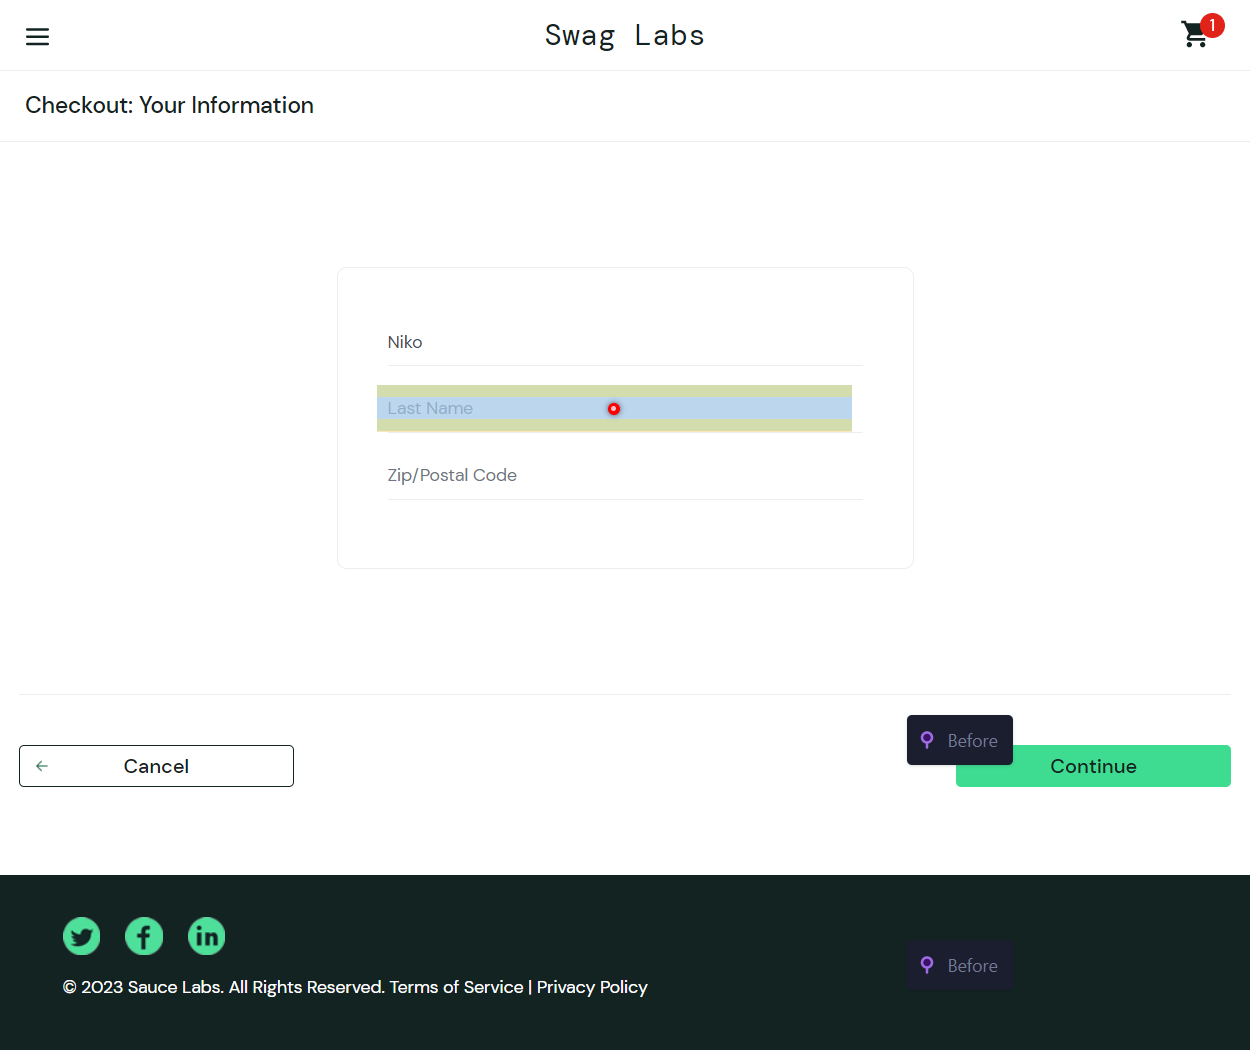 Swag Labs
1
Checkout: Your Information
Niko
Last Name
Zip/Postal Code
Before
Cancel
Continue
Before
© 2023 Sauce Labs. All Rights Reserved. Terms of Service | Privacy Policy